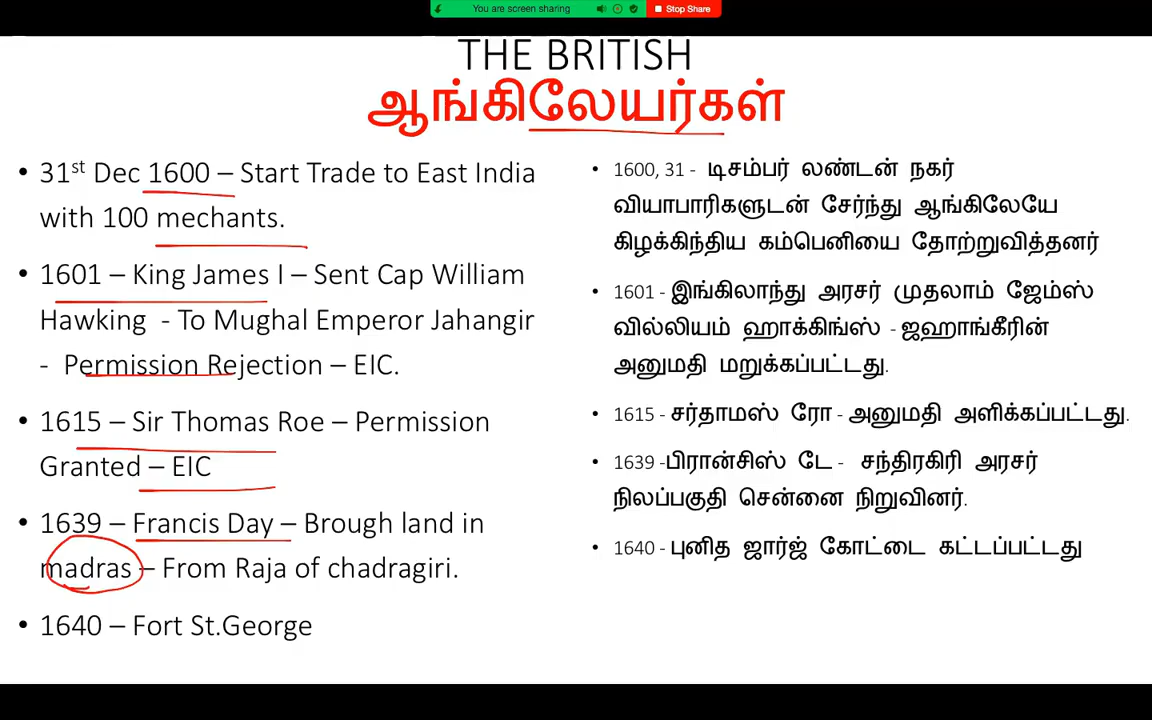 You are screen sharing
Stop Share
THE BRITISH
ஆங்கிலேயர்கள்
• 31st Dec 1600 – Start Trade to East India
with 100 mechants.
• 1601 – King James I – Sent Cap William
Hawking - To Mughal Emperor Jahangir
- Permission Rejection – EIC.
• 1615 – Sir Thomas Roe – Permission
Granted – EIC
• 1639 – Francis Day – Brough land in
madras – From Raja of chadragiri.
• 1640 – Fort St.George
• 1600, 31 - டிசம்பர் லண்டன் நகர்
வியாபாரிகளுடன் சேர்ந்து ஆங்கிலேயே
கிழக்கிந்திய கம்பெனியை தோற்றுவித்தனர்
• 1601 - இங்கிலாந்து அரசர் முதலாம் ஜேம்ஸ்
வில்லியம் ஹாக்கிங்ஸ் - ஜஹாங்கீரின்
அனுமதி மறுக்கப்பட்டது.
• 1615 - சர்தாமஸ் ரோ - அனுமதி அளிக்கப்பட்டது.
• 1639 -பிரான்சிஸ் டே - சந்திரகிரி அரசர்
நிலப்பகுதி சென்னை நிறுவினர்.
• 1640 - புனித ஜார்ஜ் கோட்டை கட்டப்பட்டது